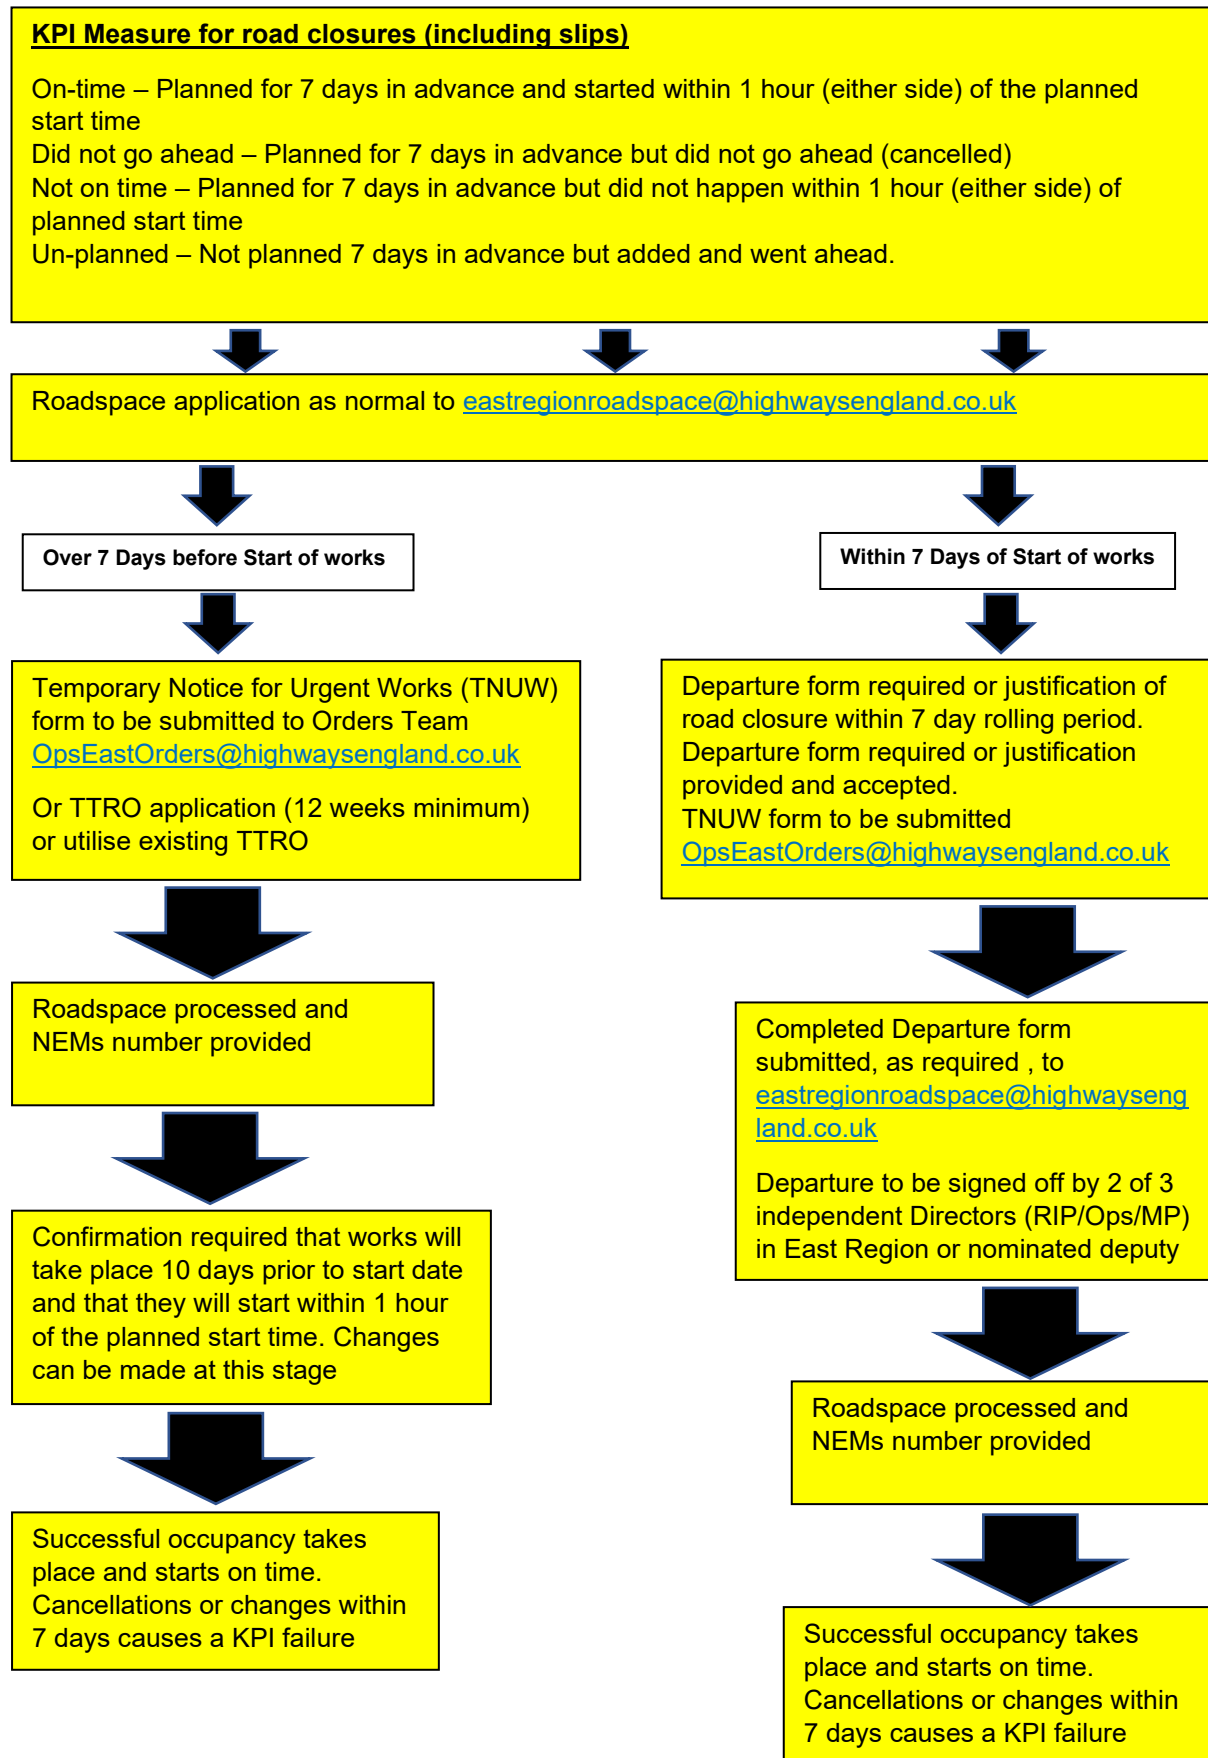 KPI Measure for road closures (including slips)
On-time – Planned for 7 days in advance and started within 1 hour (either side) of the planned
start time
Did not go ahead – Planned for 7 days in advance but did not go ahead (cancelled)
Not on time – Planned for 7 days in advance but did not happen within 1 hour (either side) of
planned start time
Un-planned – Not planned 7 days in advance but added and went ahead.
Roadspace application as normal to eastregionroadspace@highwaysengland.co.uk
Over 7 Days before Start of works
Temporary Notice for Urgent Works (TNUW)
form to be submitted to Orders Team
OpsEastOrders@highwaysengland.co.uk
Or TTRO application (12 weeks minimum)
or utilise existing TTRO
Roadspace processed and
NEMs number provided
Confirmation required that works will
take place 10 days prior to start date
and that they will start within 1 hour
of the planned start time. Changes
can be made at this stage
Successful occupancy takes
place and starts on time.
Cancellations or changes within
7 days causes a KPI failure
Within 7 Days of Start of works
Departure form required or justification of
road closure within 7 day rolling period.
Departure form required or justification
provided and accepted.
TNUW form to be submitted
OpsEastOrders@highwaysengland.co.uk
Completed Departure form
submitted, as required , to
eastregionroadspace@highwayseng
land.co.uk
Departure to be signed off by 2 of 3
independent Directors (RIP/Ops/MP)
in East Region or nominated deputy
Roadspace processed and
NEMs number provided
Successful occupancy takes
place and starts on time.
Cancellations or changes within
7 days causes a KPI failure